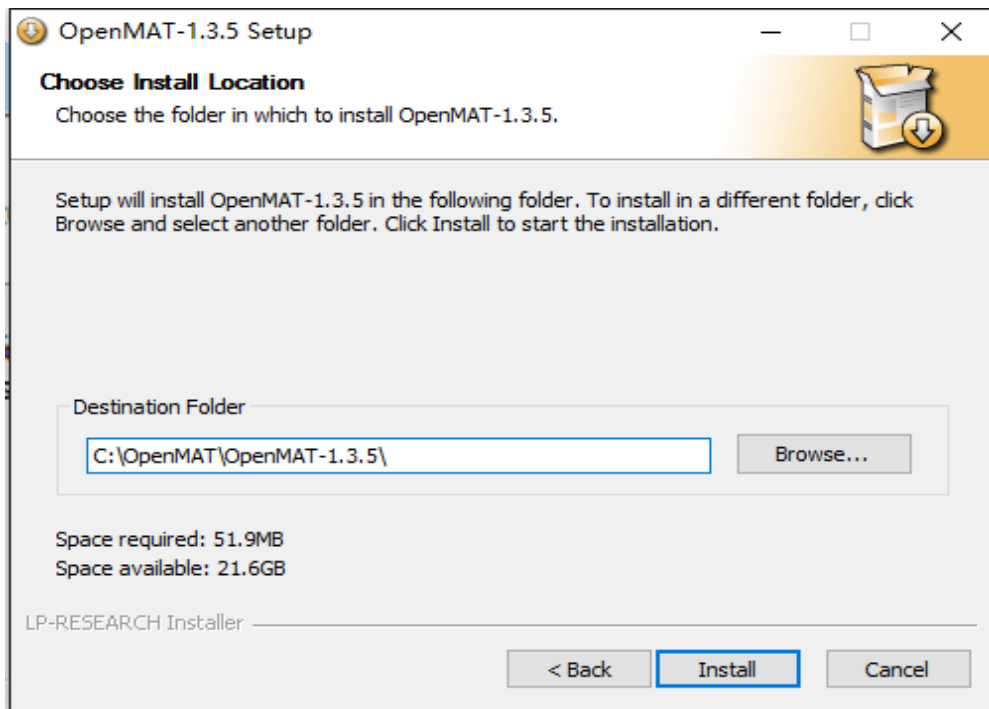 OpenMAT-1.3.5 Setup
Choose Install Location
Choose the folder in which to install OpenMAT-1.3.5.
Setup will install OpenMAT-1.3.5 in the following folder. To install in a different folder, click
Browse and select another folder. Click Install to start the installation.
Destination Folder
C:\OpenMAT\OpenMAT-1.3.5\
Browse...
Space required: 51.9MB
Space available: 21.6GB
LP-RESEARCH Installer
< Back
Install
Cancel